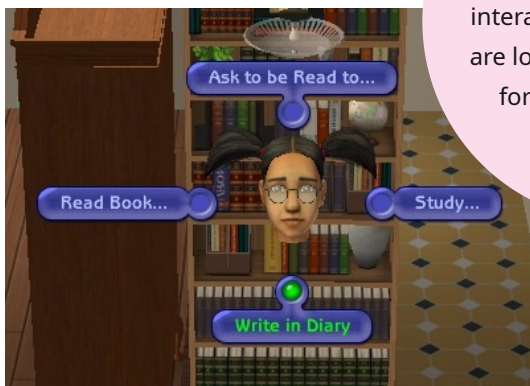 intera
are lo
for
Ask to be Read to...
Read Book...
Study...
Write in Diary